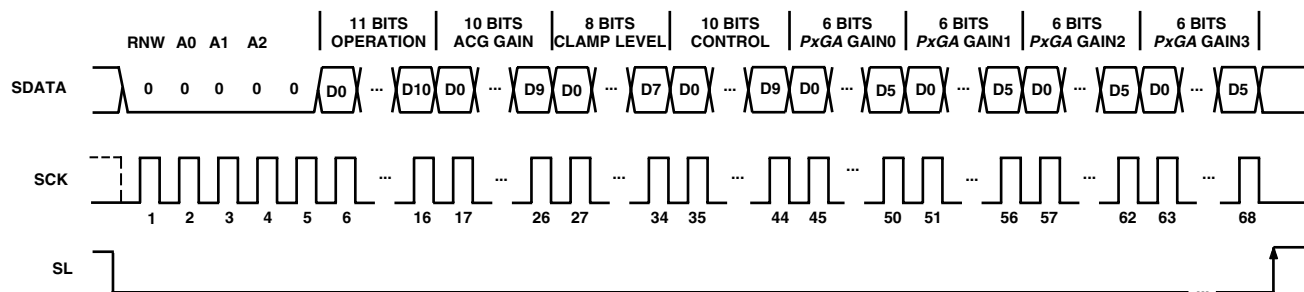 11 BITS 10 BITS 8 BITS 10 BITS 6 BITS 6 BITS 6 BITS 6 BITS
RNW A0 A1 A2 OPERATION ACG GAIN CLAMP LEVEL CONTROL PxGA GAIN0 PxGA GAIN1 PxGA GAIN2 PxGA GAIN3
SDATA 0 0 0 0 0 D0 ... D10 D0 ... D9 D0 ... D7 D0 ... D9 D0 ... D5 D0 ... D5 D0 ... D5 D0 ... D5
SCK ... ... ... ... ... ... ... ...
1 2 3 4 5 6 16 17 26 27 34 35 44 45 50 51 56 57 62 63 68
SL ...